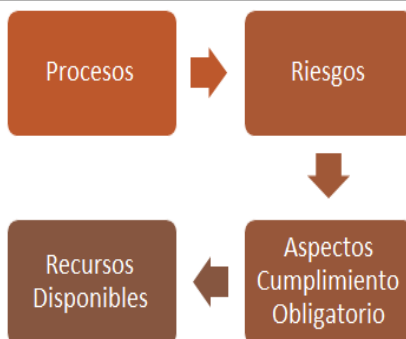 Procesos
Riesgos
Aspectos
Cumplimiento
Obligatorio
Recursos
Disponibles